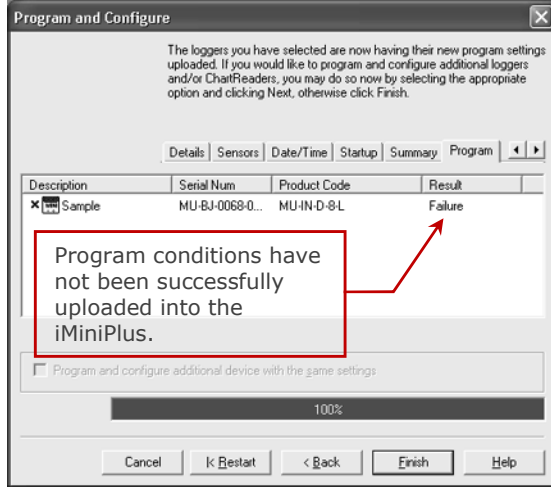 Program and Configure
The loggers you have selected are now having their new program settings
uploaded. If you would like to program and configure additional loggers
and/or ChartReaders, you may do so now by selecting the appropriate
option and clicking Next, otherwise click Finish.
Details Sensors Date/Time Startup Summary Program
Description Serial Num Product Code Result
Sample MU-BJ-0068-0... MU-IN-D-8-L Failure
Program conditions have
not been successfully
uploaded into the
iMiniPlus.
Program and configure additional device with the same settings
100%
Cancel |< Restart < Back Finish Help